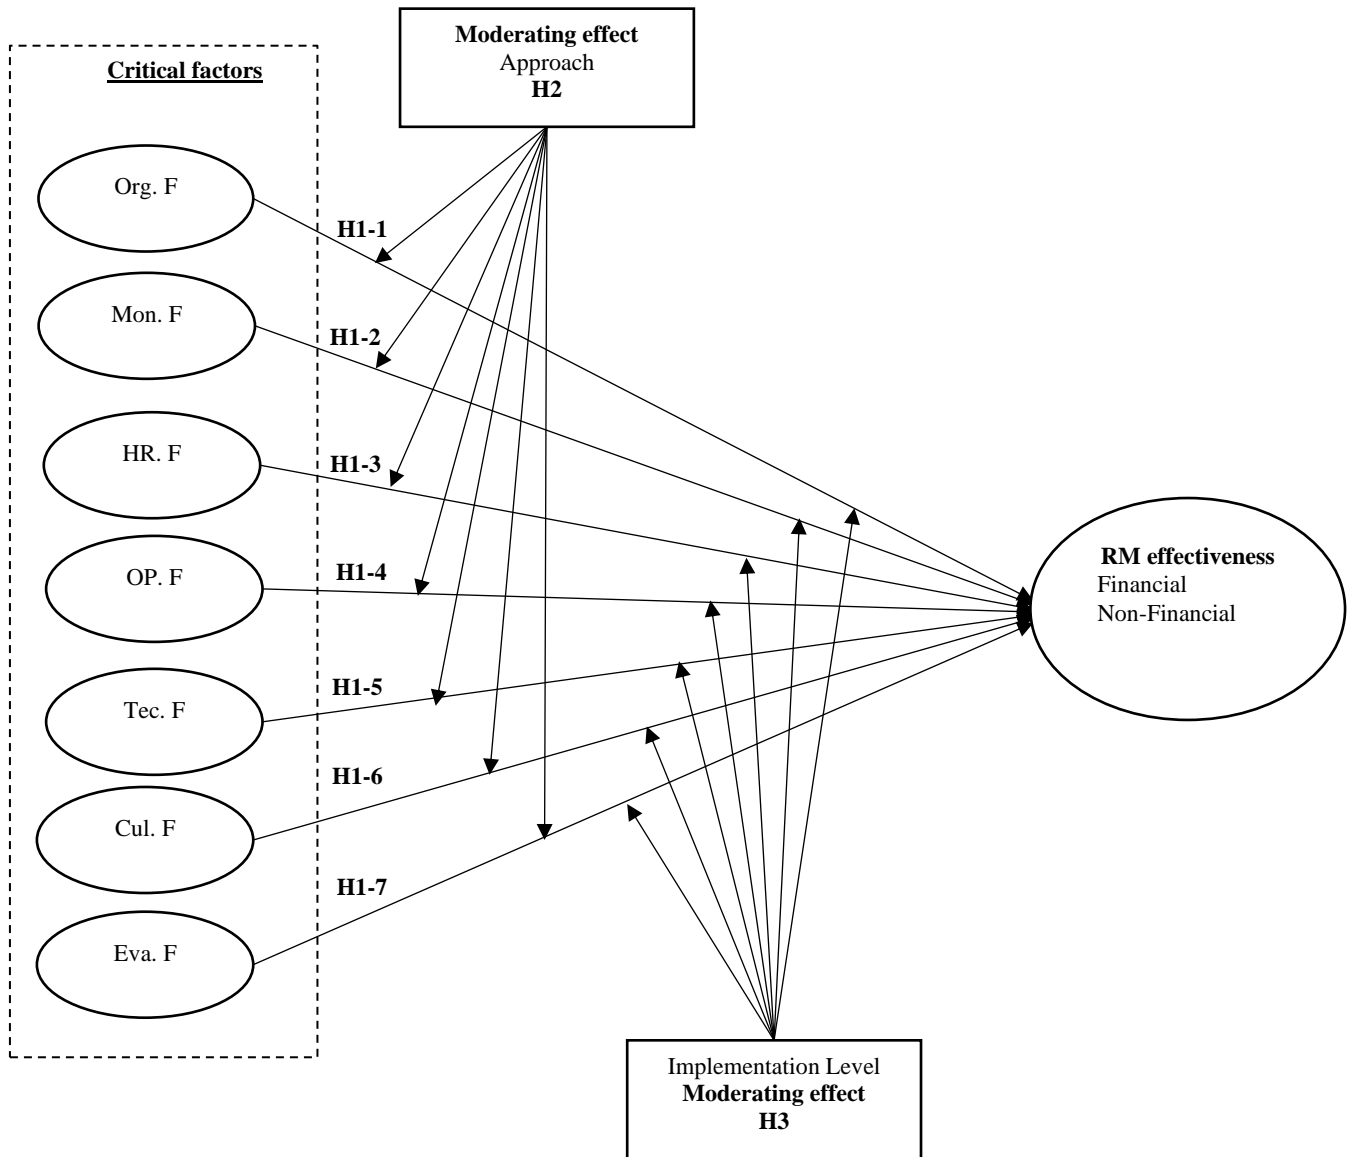 Moderating effect
Approach
H2
Critical factors
Org. F
H1-1
Mon. F
H1-2
HR. F
H1-3
OP. F
H1-4
RM effectiveness
Financial
Non-Financial
Tec. F
H1-5
Cul. F
H1-6
Eva. F
H1-7
Implementation Level
Moderating effect
H3